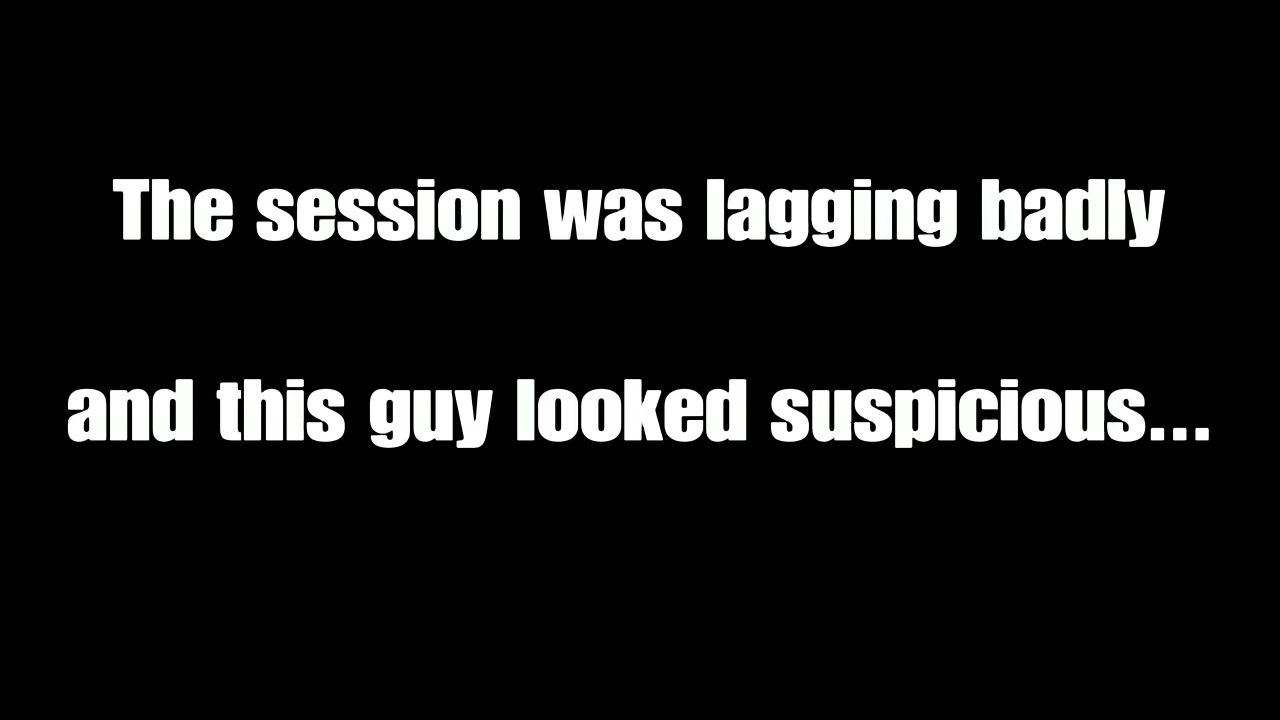 The session was lagging badly
and this guy looked suspicious...